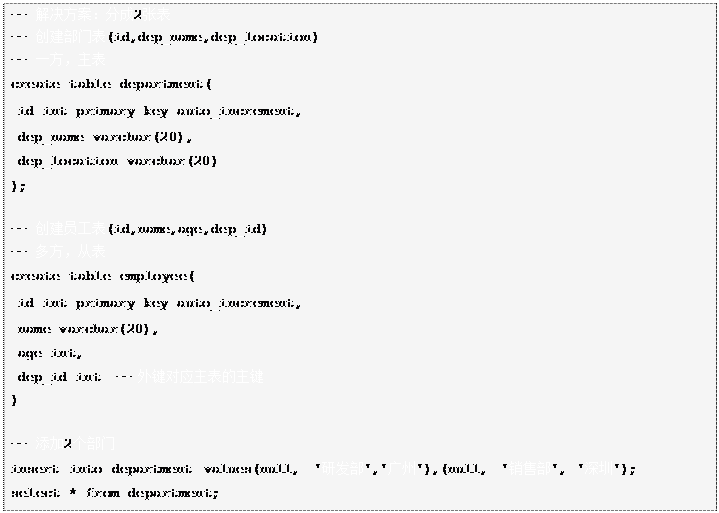 -- 解决方案：分成2张表
-- 创建部门表(id,dep_name,dep_location)
-- 一方，主表
create table department(
id int primary key auto_increment,
dep_name varchar(20),
dep_location varchar(20)
);
-- 创建员工表(id,name,age,dep_id)
-- 多方，从表
create table employee(
id int primary key auto_increment,
name varchar(20),
age int,
dep_id int -- 外键对应主表的主键
)
-- 添加2个部门
insert into department values(null, '研发部','广州'),(null, '销售部', '深圳');
select * from department;